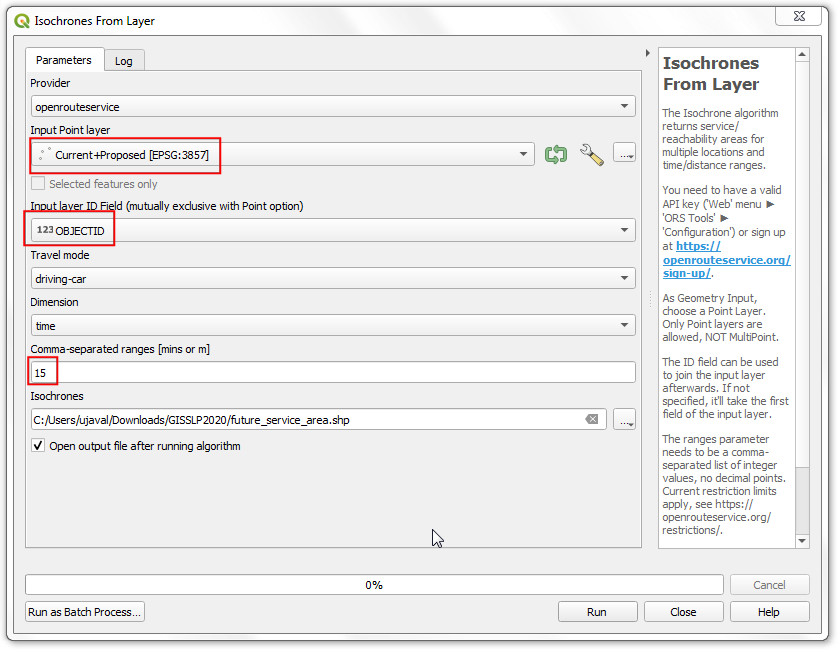 Isochrones From Layer
Parameters
Log
Provider
openrouteservice
Input Point layer
Current+Proposed [EPSG:3857]
...
Selected features only
Input layer ID Field (mutually exclusive with Point option)
123 OBJECTID
Travel mode
driving-car
Dimension
time
Comma-separated ranges [mins or m]
15
Isochrones
C:/Users/ujaval/Downloads/GISSLP2020/future_service_area.shp
...
Open output file after running algorithm
Isochrones
From Layer
The Isochrone algorithm
returns service/
reachability areas for
multiple locations and
time/distance ranges.
You need to have a valid
API key ('Web' menu ►
'ORS Tools' ►
'Configuration') or sign up
at https://
openrouteservice.org/
sign-up/.
As Geometry Input,
choose a Point Layer.
Only Point layers are
allowed, NOT MultiPoint.
The ID field can be used
to join the input layer
afterwards. If not
specified, it'll take the first
field of the input layer.
The ranges parameter
needs to be a comma-
separated list of integer
values, no decimal points.
Current restriction limits
apply, see https://
openrouteservice.org/
restrictions/.
0%
Cancel
Run as Batch Process...
Run
Close
Help